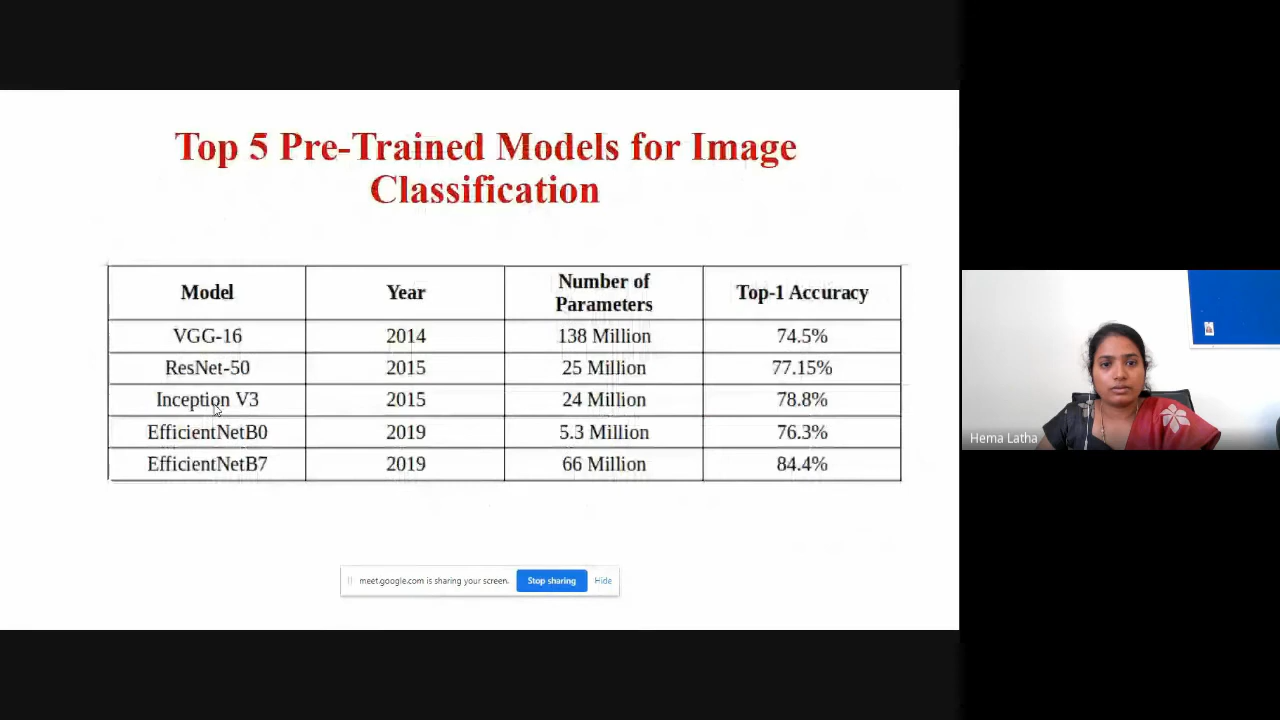 Top 5 Pre-Trained Models for Image
Classification
Model Year Number of Parameters Top-1 Accuracy
VGG-16 2014 138 Million 74.5%
ResNet-50 2015 25 Million 77.15%
Inception V3 2015 24 Million 78.8%
EfficientNetB0 2019 5.3 Million 76.3%
EfficientNetB7 2019 66 Million 84.4%
meet.google.com is sharing your screen. Stop sharing Hide
Hema Latha